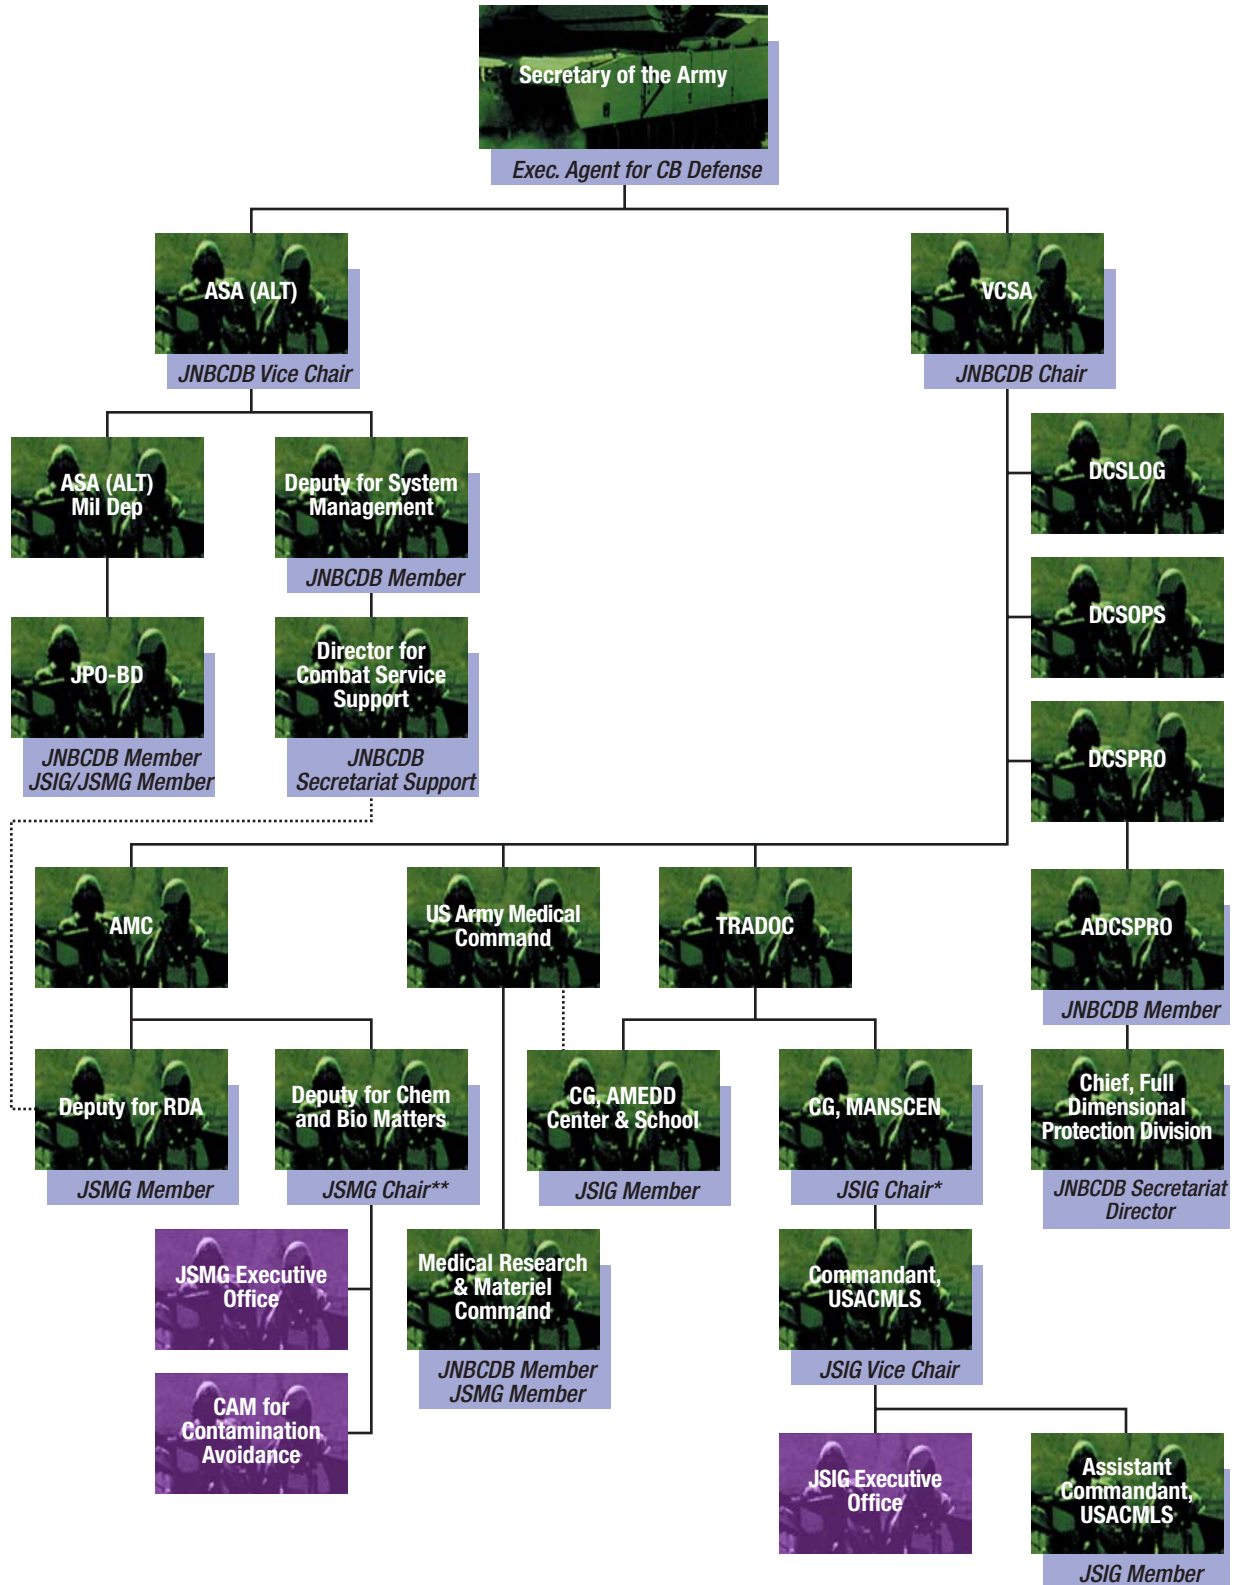 Secretary of the Army
Exec. Agent for CB Defense
ASA (ALT)
JNBCDB Vice Chair
VCSA
JNBCDB Chair
ASA (ALT)
Mil Dep
Deputy for System
Management
JNBCDB Member
DCSLOG
DCSOPS
JPO-BD
JNBCDB Member
JSIG/JSMG Member
Director for
Combat Service
Support
JNBCDB
Secretariat Support
DCSPRO
AMC
US Army Medical
Command
TRADOC
ADCSPRO
JNBCDB Member
Deputy for RDA
JSMG Member
Deputy for Chem
and Bio Matters
JSMG Chair**
CG, AMEDD
Center & School
JSIG Member
CG, MANSCEN
JSIG Chair*
Chief, Full
Dimensional
Protection Division
JNBCDB Secretariat
Director
JSMG Executive
Office
Medical Research
& Materiel
Command
JNBCDB Member
JSMG Member
Commandant,
USACMLS
JSIG Vice Chair
CAM for
Contamination
Avoidance
JSIG Executive
Office
Assistant
Commandant,
USACMLS
JSIG Member